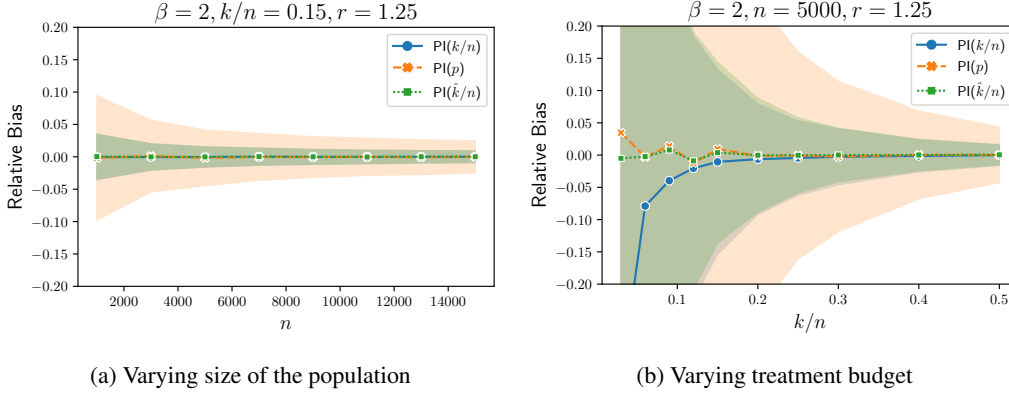 β = 2, k/n = 0.15, r = 1.25
0.20
0.15
0.10
0.05
0.00
−0.05
−0.10
−0.15
−0.20
Relative Bias
PI(k/n)
PI(p)
PI(k̂/n)
2000 4000 6000 8000 10000 12000 14000
n
(a) Varying size of the population
β = 2, n = 5000, r = 1.25
0.20
0.15
0.10
0.05
0.00
−0.05
−0.10
−0.15
−0.20
Relative Bias
PI(k/n)
PI(p)
PI(k̂/n)
0.1 0.2 0.3 0.4 0.5
k/n
(b) Varying treatment budget